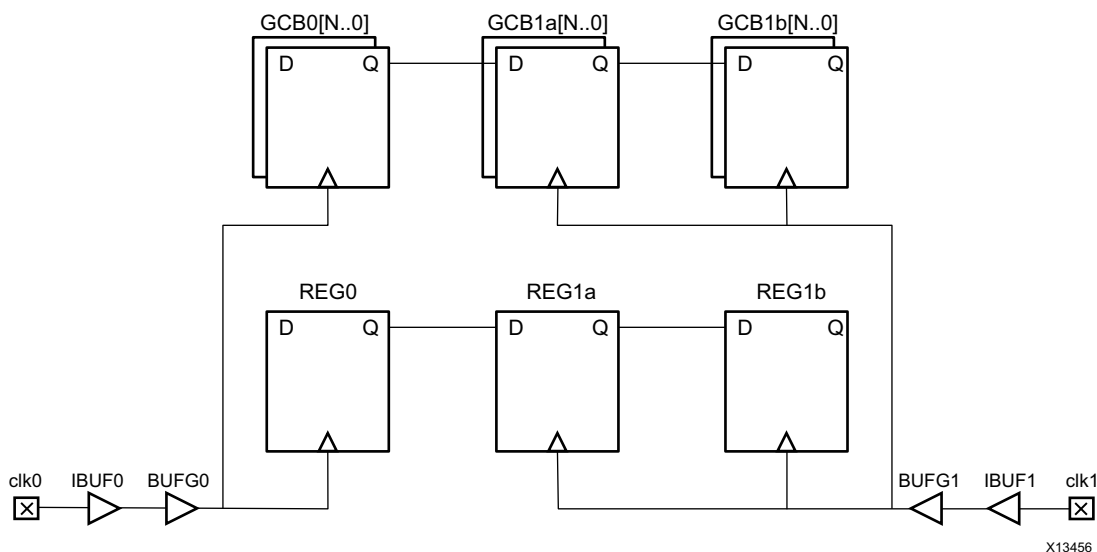 GCB0[N..0] GCB1a[N..0] GCB1b[N..0]
D Q D Q D Q
REG0 REG1a REG1b
D Q D Q D Q
clk0 IBUF0 BUFG0 BUFG1 IBUF1 clk1
X13456